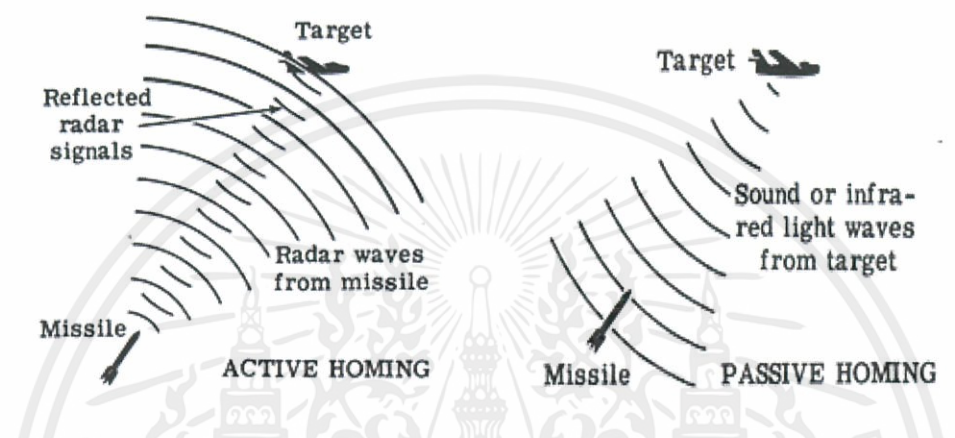 Target
Reflected
radar
signals
Radar waves
from missile
Missile
ACTIVE HOMING
Target
Sound or infra-
red light waves
from target
Missile
PASSIVE HOMING